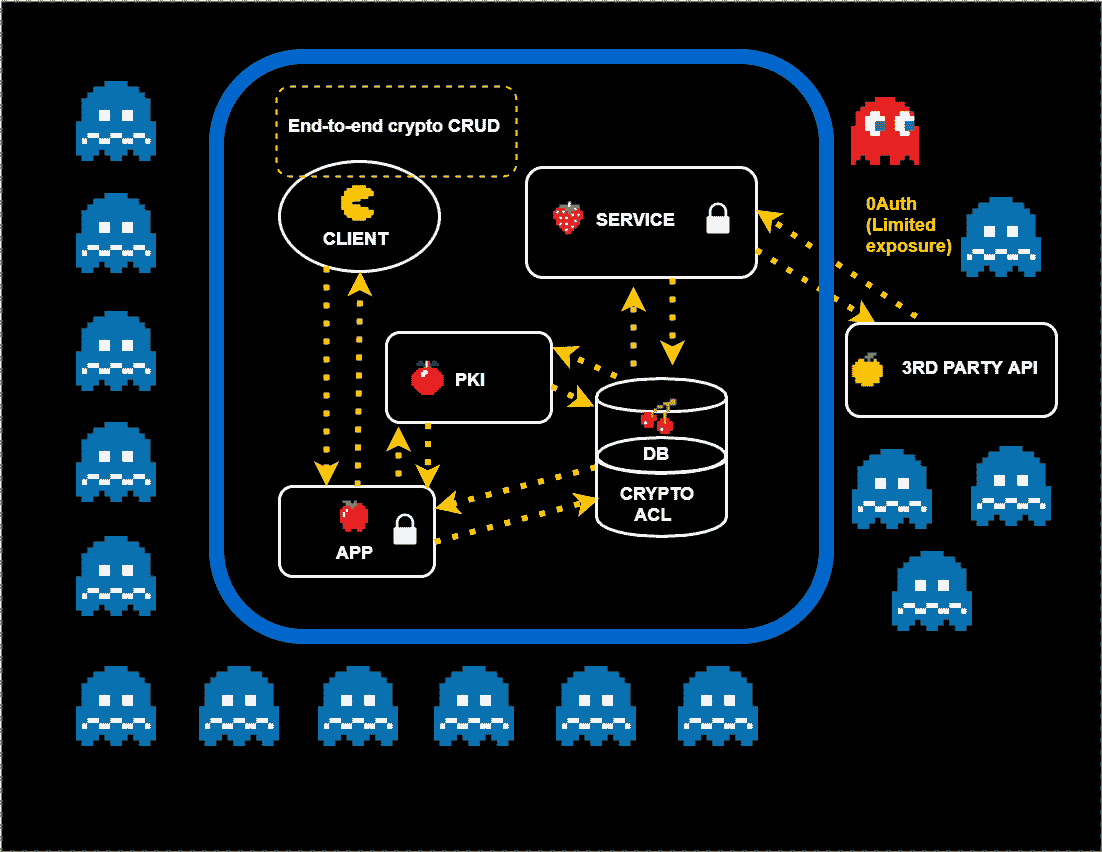 End-to-end crypto CRUD
CLIENT
SERVICE
0Auth
(Limited
exposure)
PKI
3RD PARTY API
DB
CRYPTO
ACL
APP